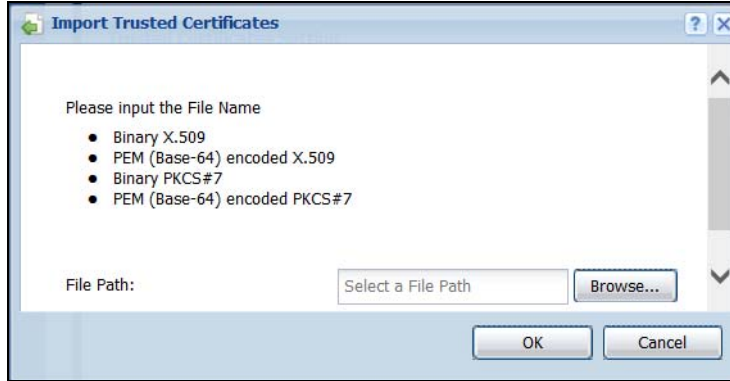 Import Trusted Certificates
Please input the File Name
● Binary X.509
● PEM (Base-64) encoded X.509
● Binary PKCS#7
● PEM (Base-64) encoded PKCS#7
File Path: Select a File Path Browse...
OK Cancel